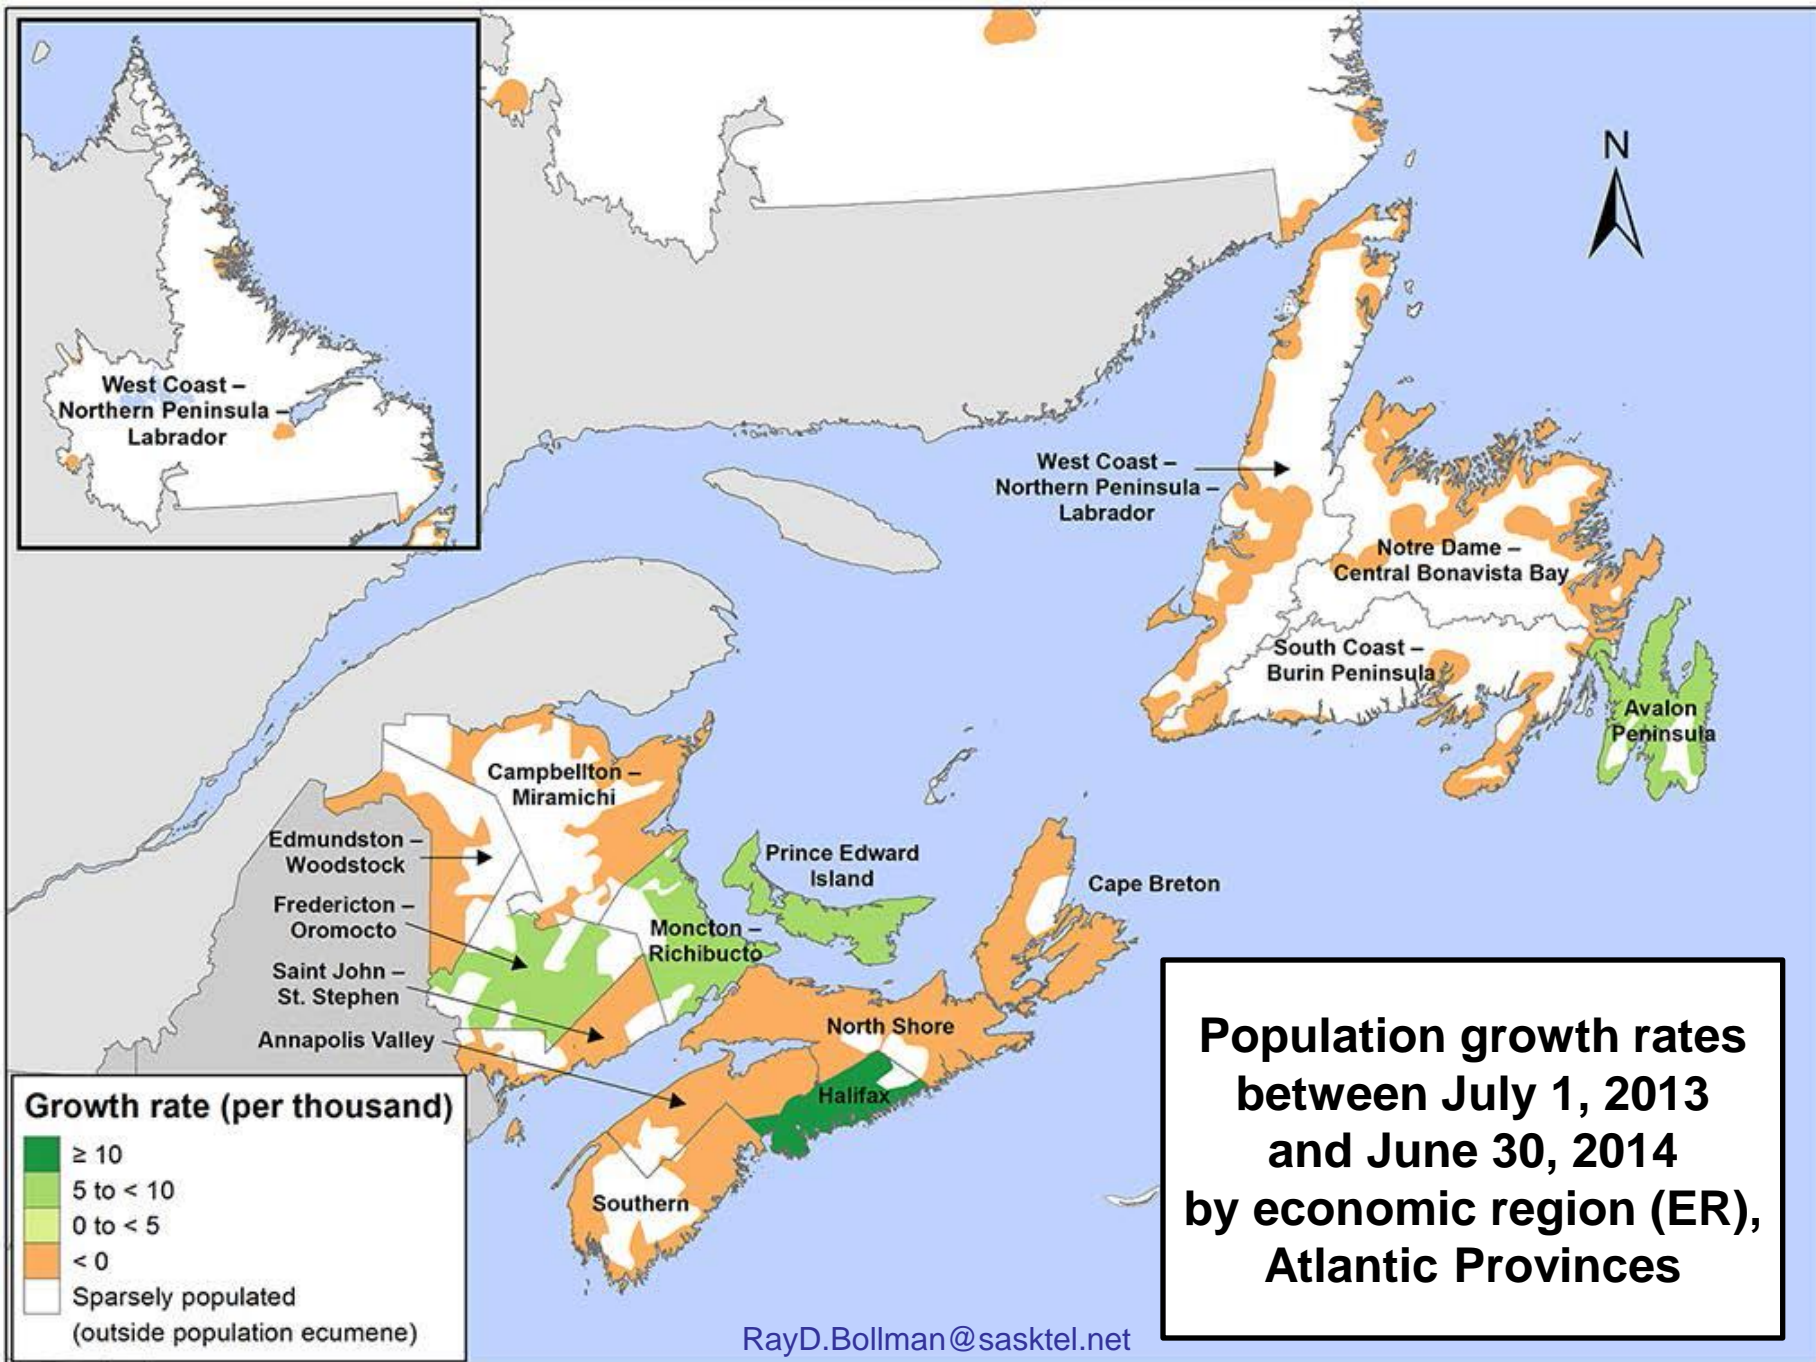 N
West Coast –
Northern Peninsula –
Labrador
West Coast –
Northern Peninsula –
Labrador
Notre Dame –
Central Bonavista Bay
South Coast –
Burin Peninsula
Avalon
Peninsula
Campbellton –
Miramichi
Edmundston –
Woodstock
Prince Edward
Island
Cape Breton
Fredericton –
Oromocto
Moncton –
Richibucto
Saint John –
St. Stephen
Annapolis Valley
North Shore
Halifax
Southern
Growth rate (per thousand)
≥ 10
5 to < 10
0 to < 5
< 0
Sparsely populated
(outside population ecumene)
Population growth rates
between July 1, 2013
and June 30, 2014
by economic region (ER),
Atlantic Provinces
RayD.Bollman@sasktel.net